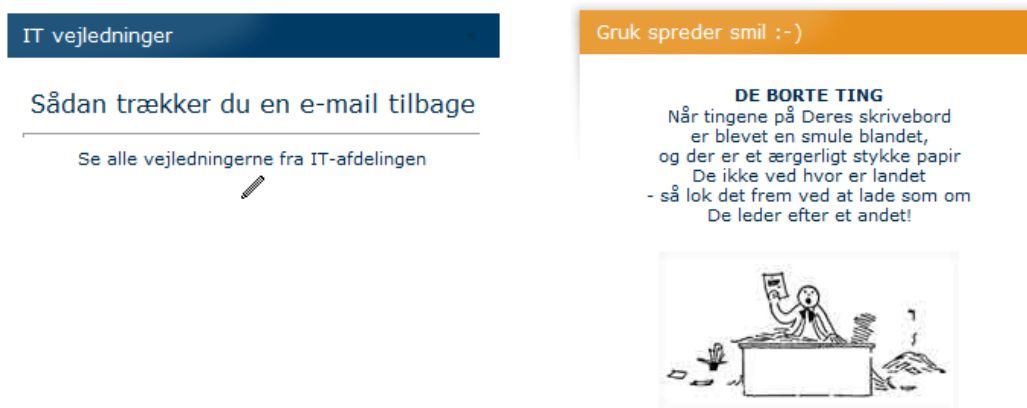 IT vejledninger
Sådan trækker du en e-mail tilbage
Se alle vejledningerne fra IT-afdelingen
Gruk spreder smil :-)
DE BORTE TING
Når tingene på Deres skrivebord
er blevet en smule blandet,
og der er et ærgerligt stykke papir
De ikke ved hvor er landet
- så lok det frem ved at lade som om
De leder efter et andet!